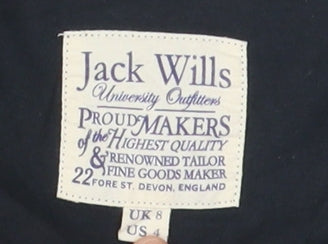 Jack Wills
University Outfitters
PROUD MAKERS
of the HIGHEST QUALITY
& RENOWNED TAILOR
FINE GOODS MAKER
22 FORE ST. DEVON, ENGLAND
UK 8
US 4